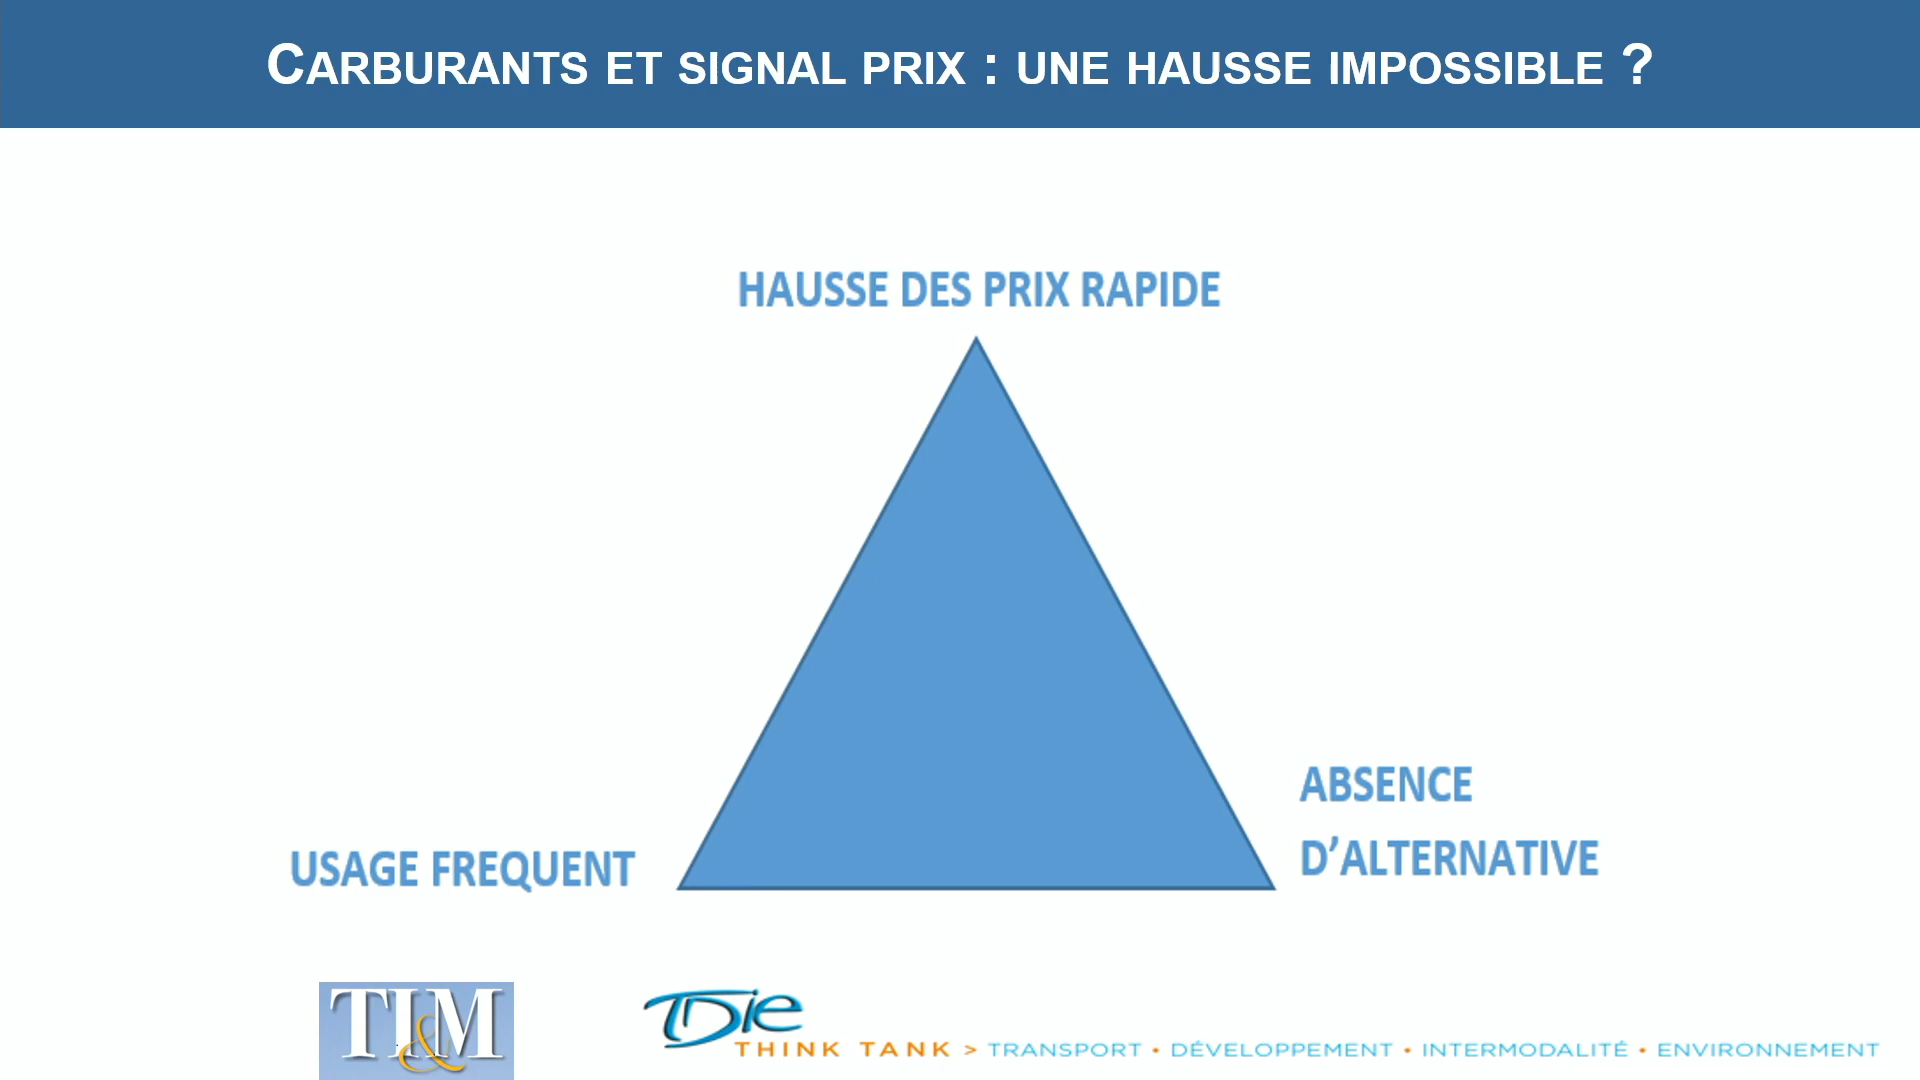 CARBURANTS ET SIGNAL PRIX : UNE HAUSSE IMPOSSIBLE ?
HAUSSE DES PRIX RAPIDE
ABSENCE
D’ALTERNATIVE
USAGE FREQUENT
TI&M
TDie
THINK TANK > TRANSPORT • DÉVELOPPEMENT • INTERMODALITÉ • ENVIRONNEMENT